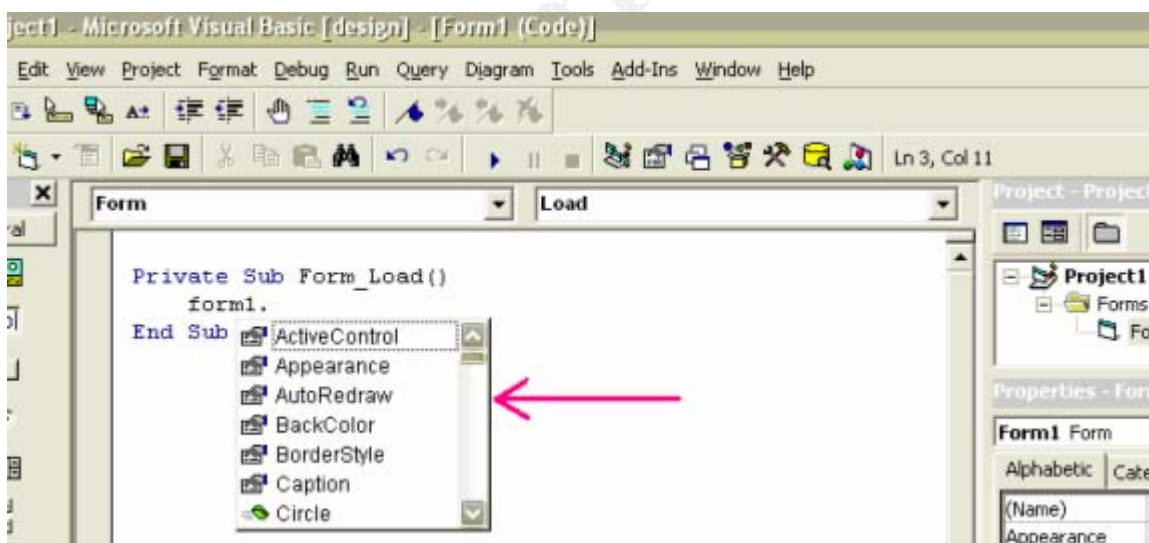 ject1 - Microsoft Visual Basic [design] - [Form1 (Code)]
Edit View Project Format Debug Run Query Diagram Tools Add-Ins Window Help
Ln 3, Col 11
Form Load
Project - Project
al
Private Sub Form_Load()
form1.
End Sub
ActiveControl
Appearance
AutoRedraw
BackColor
BorderStyle
Caption
Circle
Project1
Forms
Fo
Properties - For
Form1 Form
Alphabetic Cate
(Name)
Appearance